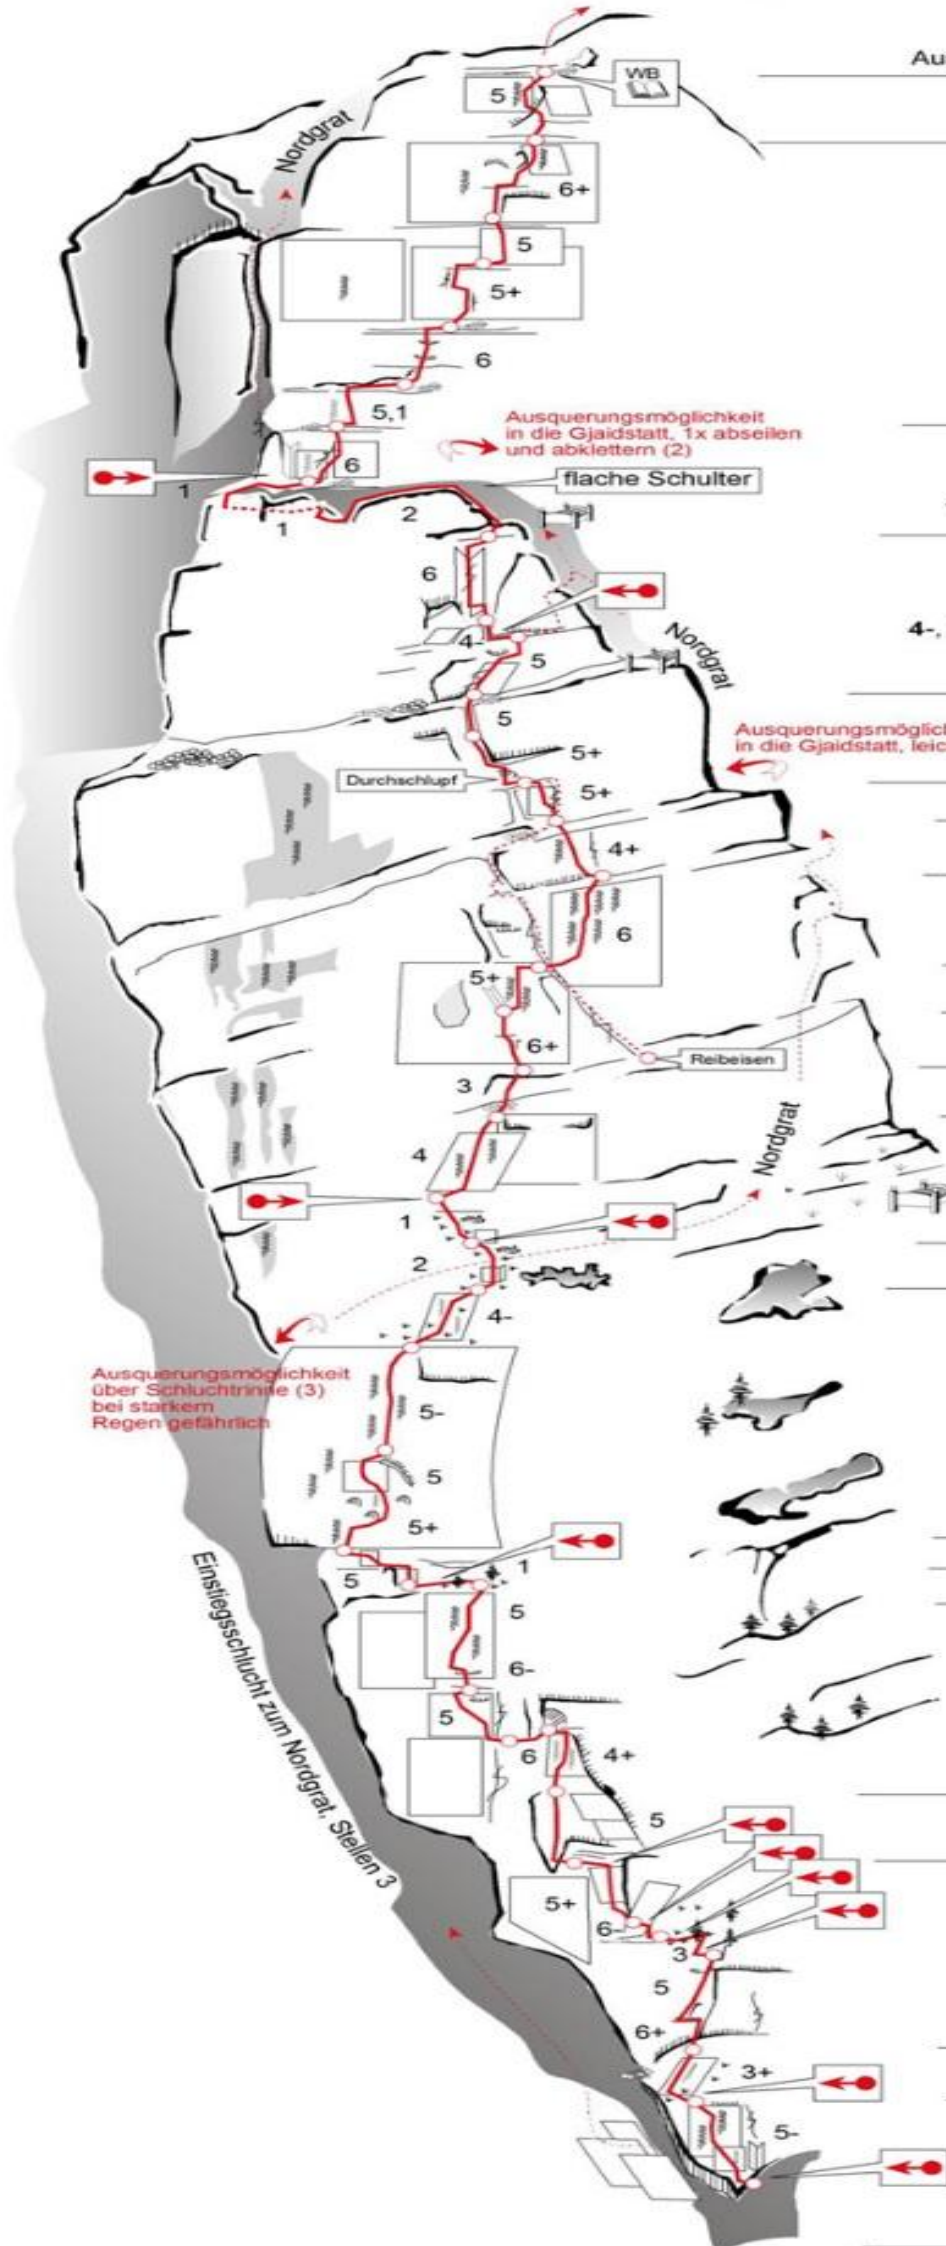 Au
WB
5
Nordgrat
6+
5
5+
6
5,1
Ausquerungsmöglichkeit
in die Gjaidstatt, 1x abseilen
und abklettern (2)
6
flache Schulter
1
1
2
6
4-
4-,
5
Nordgrat
5
Ausquerungsmöglic
in die Gjaidstatt, leic
5+
Durchschlupf
5+
4+
6
5+
6+
Reibeisen
3
Nordgrat
4
1
2
4-
Ausquerungsmöglichkeit
über Schluchtrinne (3)
bei starkem
Regen gefährlich
5-
5
5+
1
5
5
Einstiegsschlucht zum Nordgrat, Stellen 3
6-
5
6
4+
5
5+
6-
3
5
6+
3+
5-